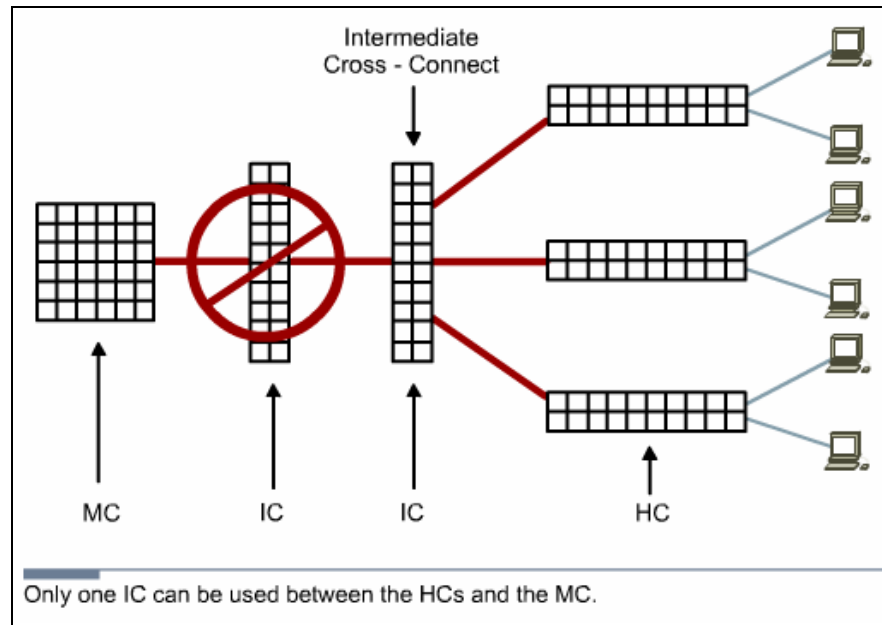 Intermediate
Cross - Connect
MC
IC
IC
HC
Only one IC can be used between the HCs and the MC.